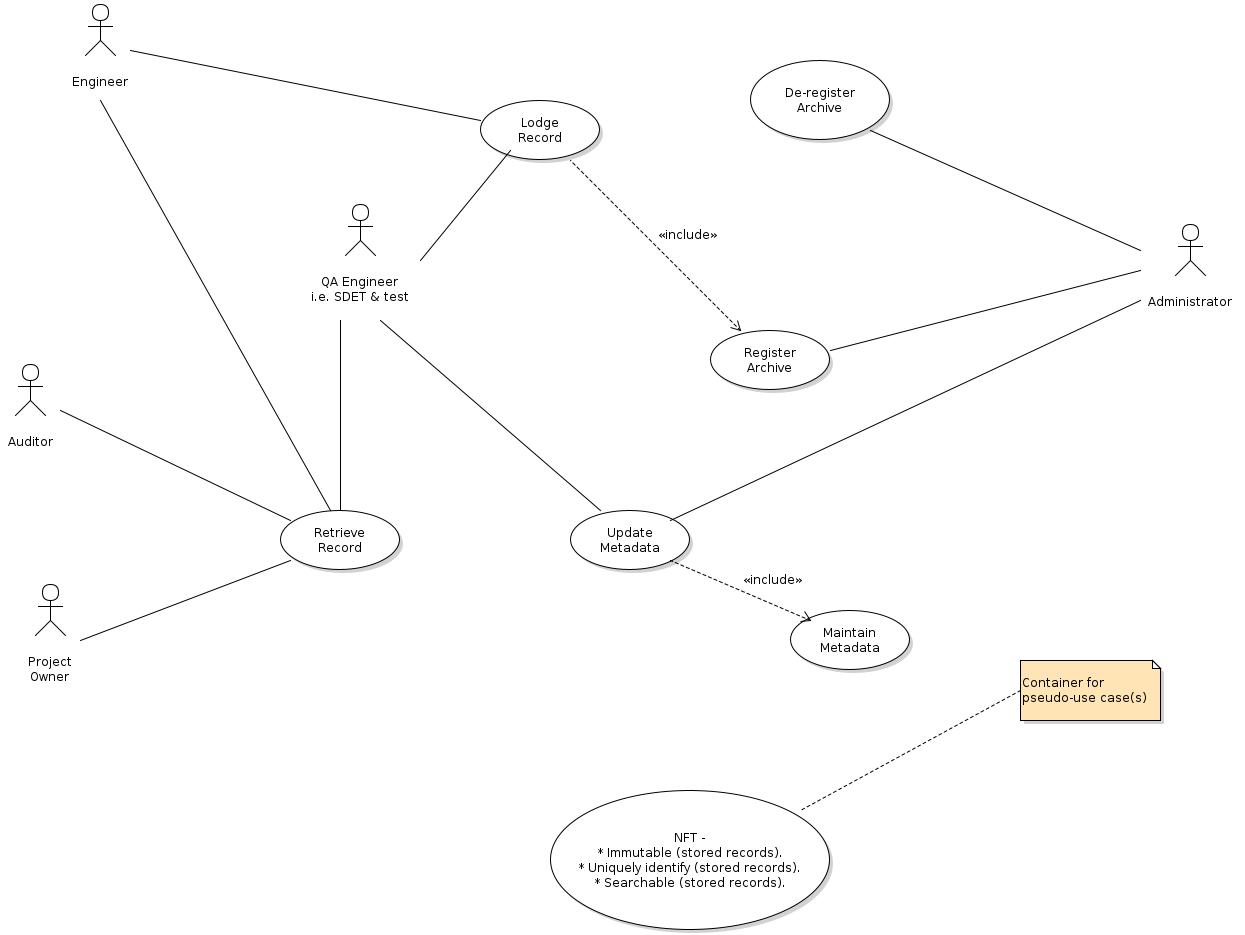 Engineer
De-register
Archive
Lodge
Record
«include»
QA Engineer
i.e. SDET & test
Administrator
Register
Archive
Auditor
Retrieve
Record
Update
Metadata
«include»
Maintain
Metadata
Project
Owner
Container for
pseudo-use case(s)
NFT -
* Immutable (stored records).
* Uniquely identify (stored records).
* Searchable (stored records).